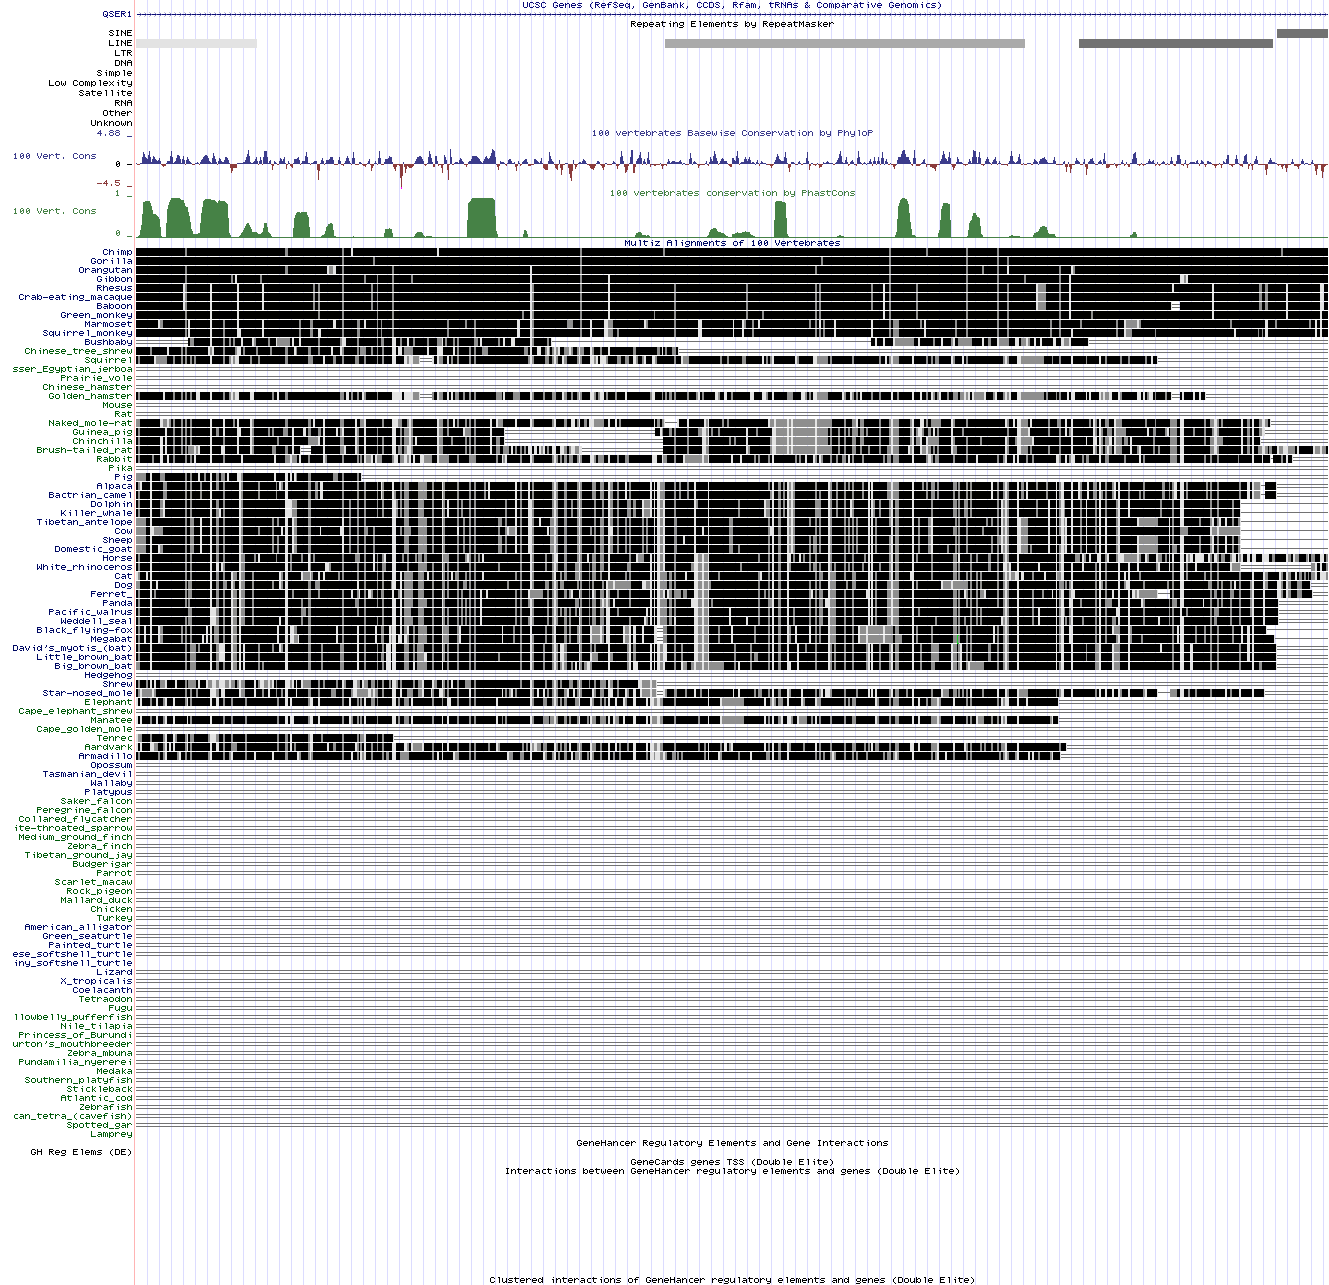 UCSC Genes (RefSeq, GenBank, CCDS, Rfam, tRNAs & Comparative Genomics)
QSER1
Repeating Elements by RepeatMasker
SINE
LINE
LTR
DNA
Simple
Low Complexity
Satellite
RNA
Other
Unknown
4.88 _
100 vertebrates Basewise Conservation by PhyloP
100 Vert. Cons
0 _
-4.5 _
100 vertebrates conservation by PhastCons
1 _
100 Vert. Cons
0 _
Multiz Alignments of 100 Vertebrates
Chimp
Gorilla
Orangutan
Gibbon
Rhesus
Crab-eating_macaque
Baboon
Green_monkey
Marmoset
Squirrel_monkey
Bushbaby
Chinese_tree_shrew
Squirrel
sser_Egyptian_jerboa
Prairie_vole
Chinese_hamster
Golden_hamster
Mouse
Rat
Naked_mole-rat
Guinea_pig
Chinchilla
Brush-tailed_rat
Rabbit
Pika
Pig
Alpaca
Bactrian_camel
Dolphin
Killer_whale
Tibetan_antelope
Cow
Sheep
Domestic_goat
Horse
White_rhinoceros
Cat
Dog
Ferret_
Panda
Pacific_walrus
Weddell_seal
Black_flying-fox
Megabat
David's_myotis_(bat)
Little_brown_bat
Big_brown_bat
Hedgehog
Shrew
Star-nosed_mole
Elephant
Cape_elephant_shrew
Manatee
Cape_golden_mole
Tenrec
Aardvark
Armadillo
Opossum
Tasmanian_devil
Wallaby
Platypus
Saker_falcon
Peregrine_falcon
Collared_flycatcher
ite-throated_sparrow
Medium_ground_finch
Zebra_finch
Tibetan_ground_jay
Budgerigar
Parrot
Scarlet_macaw
Rock_pigeon
Mallard_duck
Chicken
Turkey
American_alligator
Green_seaturtle
Painted_turtle
ese_softshell_turtle
iny_softshell_turtle
Lizard
X_tropicalis
Coelacanth
Tetraodon
Fugu
llowbelly_pufferfish
Nile_tilapia
Princess_of_Burundi
urton's_mouthbreeder
Zebra_mbuna
Pundamilia_nyererei
Medaka
Southern_platyfish
Stickleback
Atlantic_cod
Zebrafish
can_tetra_(cavefish)
Spotted_gar
Lamprey
GeneHancer Regulatory Elements and Gene Interactions
GH Reg Elems (DE)
GeneCards genes TSS (Double Elite)
Interactions between GeneHancer regulatory elements and genes (Double Elite)
Clustered interactions of GeneHancer regulatory elements and genes (Double Elite)